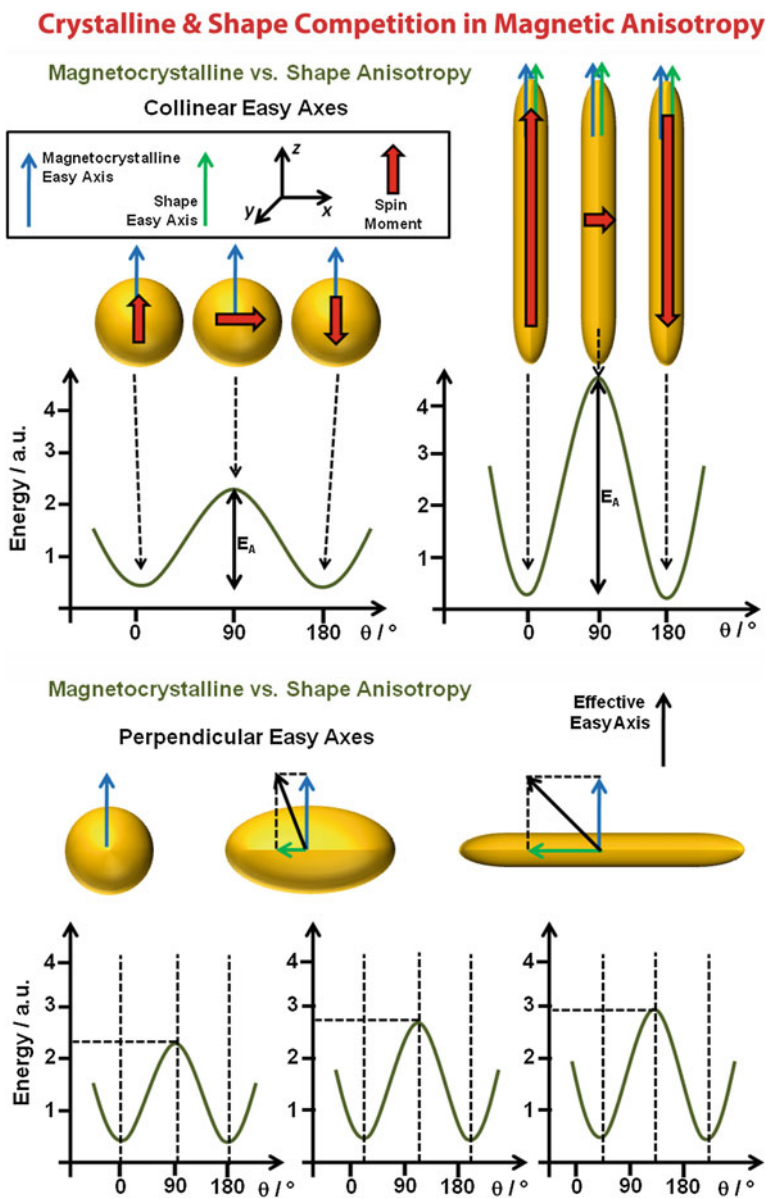 Crystalline & Shape Competition in Magnetic Anisotropy
Magnetocrystalline vs. Shape Anisotropy
Collinear Easy Axes
Magnetocrystalline
Easy Axis
Shape
Easy Axis
z
y
x
Spin
Moment
Energy / a.u.
4
3
2
1
E_A
0
90
180
θ / °
4
3
2
1
E_A
0
90
180
θ / °
Magnetocrystalline vs. Shape Anisotropy
Perpendicular Easy Axes
Effective
Easy Axis
Energy / a.u.
4
3
2
1
0
90
180
θ / °
4
3
2
1
0
90
180
θ / °
4
3
2
1
0
90
180
θ / °